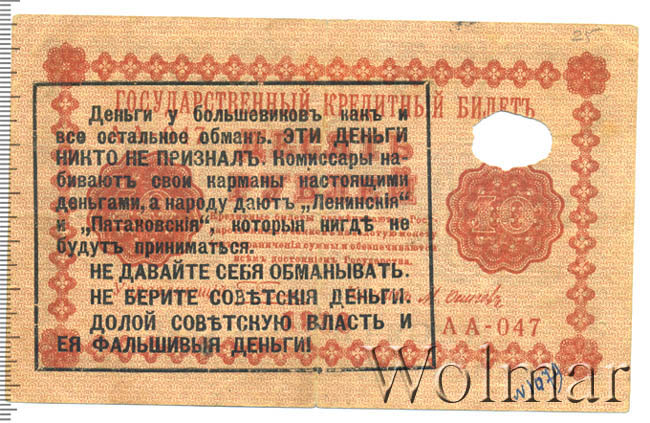 25
ГОСУДАРСТВЕННЫЙ КРЕДИТНЫЙ БИЛЕТЪ
Деньги у большевиковъ какъ и
все остальное обманъ. ЭТИ ДЕНЬГИ
НИКТО НЕ ПРИЗНАЛЪ. Комиссары на-
биваютъ свои карманы настоящими
деньгами, а народу даютъ „Ленинскія"
и „Пятаковскія", которыя нигдѣ не
будутъ приниматься.
НЕ ДАВАЙТЕ СЕБЯ ОБМАНЫВАТЬ.
НЕ БЕРИТЕ СОВѢТСКІЯ ДЕНЬГИ.
ДОЛОЙ СОВѢТСКУЮ ВЛАСТЬ И
ЕЯ ФАЛЬШИВЫЯ ДЕНЬГИ!
10
АА-047
Wolmar